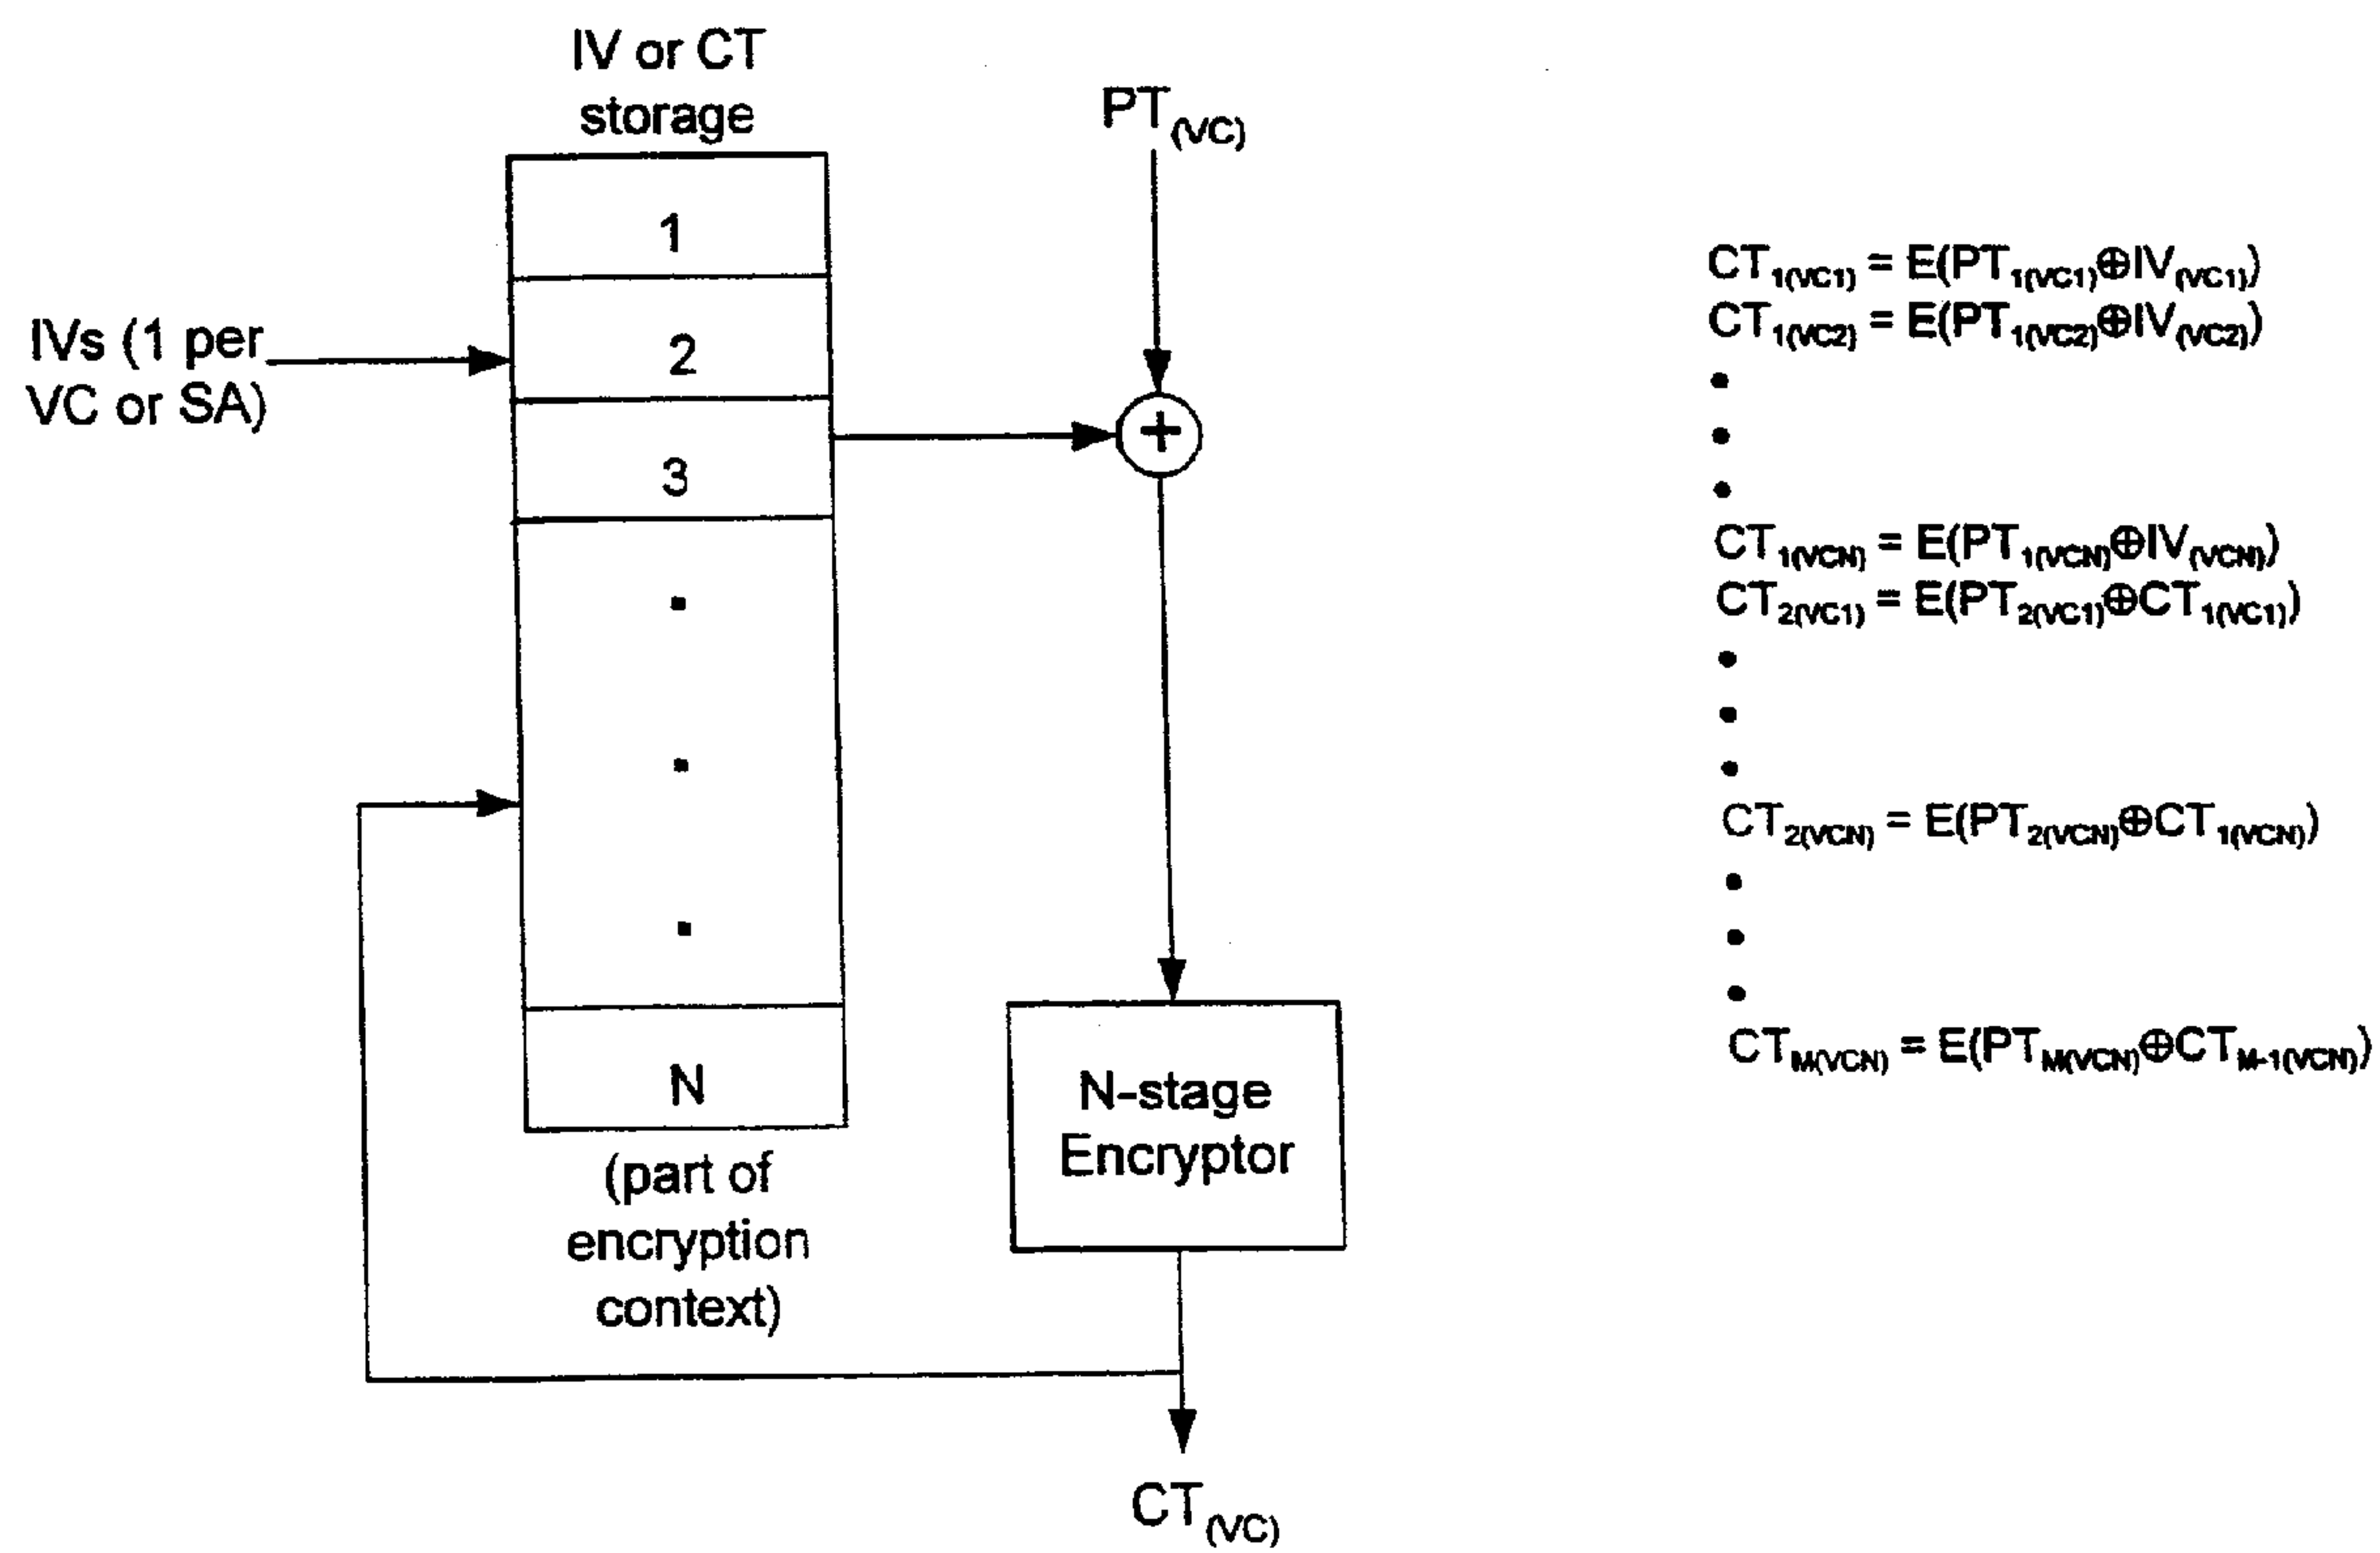 IV or CT
storage
1
2
3
N
(part of
encryption
context)
IVs (1 per
VC or SA)
PT(VC)
+
N-stage
Encryptor
CT(VC)
CT1(VC1) = E(PT1(VC1)⊕IV(VC1))
CT1(VC2) = E(PT1(VC2)⊕IV(VC2))
CT1(VCN) = E(PT1(VCN)⊕IV(VCN))
CT2(VC1) = E(PT2(VC1)⊕CT1(VC1))
CT2(VCN) = E(PT2(VCN)⊕CT1(VCN))
CTM(VCN) = E(PTM(VCN)⊕CTM-1(VCN))